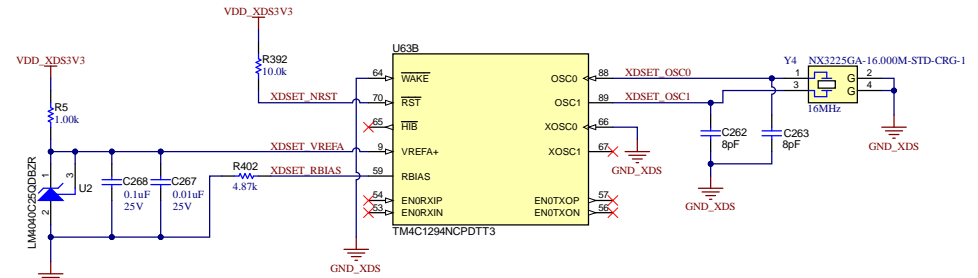 VDD_XDS3V3
VDD_XDS3V3
R392
10.0k
R5
1.00k
XDSET_NRST
XDSET_VREFA
XDSET_RBIAS
R402
4.87k
LM4040C25QDBZR
1
3
2
U2
C268
0.1uF
25V
C267
0.01uF
25V
GND_XDS
U63B
64
WAKE
70
RST
65
HIB
9
VREFA+
59
RBIAS
54
EN0RXIP
53
EN0RXIN
OSC0
88
OSC1
89
XOSC0
66
XOSC1
67
EN0TXOP
57
EN0TXON
56
TM4C1294NCPDTT3
XDSET_OSC0
XDSET_OSC1
GND_XDS
C262
8pF
C263
8pF
GND_XDS
Y4
NX3225GA-16.000M-STD-CRG-1
1
3
G
2
G
4
16MHz
GND_XDS